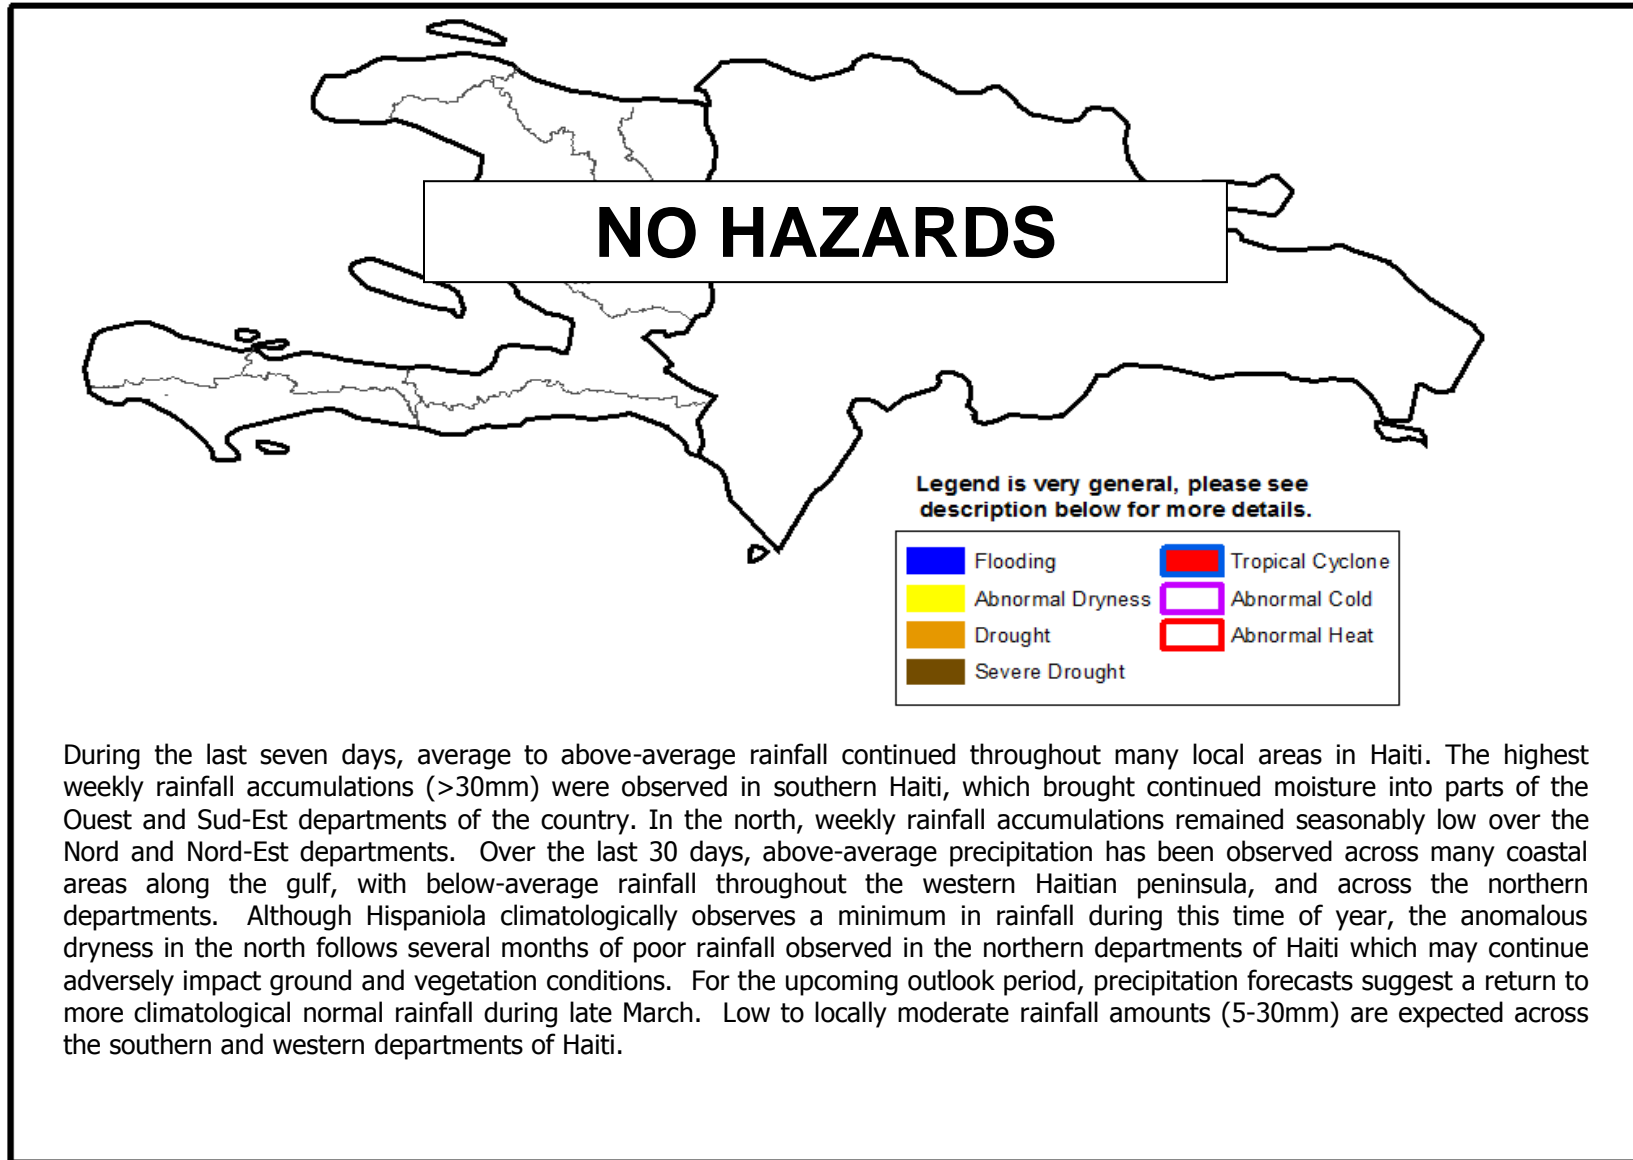 NO HAZARDS
Legend is very general, please see
description below for more details.
Flooding
Tropical Cyclone
Abnormal Dryness
Abnormal Cold
Drought
Abnormal Heat
Severe Drought
During the last seven days, average to above-average rainfall continued throughout many local areas in Haiti. The highest
weekly rainfall accumulations (>30mm) were observed in southern Haiti, which brought continued moisture into parts of the
Ouest and Sud-Est departments of the country. In the north, weekly rainfall accumulations remained seasonably low over the
Nord and Nord-Est departments. Over the last 30 days, above-average precipitation has been observed across many coastal
areas along the gulf, with below-average rainfall throughout the western Haitian peninsula, and across the northern
departments. Although Hispaniola climatologically observes a minimum in rainfall during this time of year, the anomalous
dryness in the north follows several months of poor rainfall observed in the northern departments of Haiti which may continue
adversely impact ground and vegetation conditions. For the upcoming outlook period, precipitation forecasts suggest a return to
more climatological normal rainfall during late March. Low to locally moderate rainfall amounts (5-30mm) are expected across
the southern and western departments of Haiti.